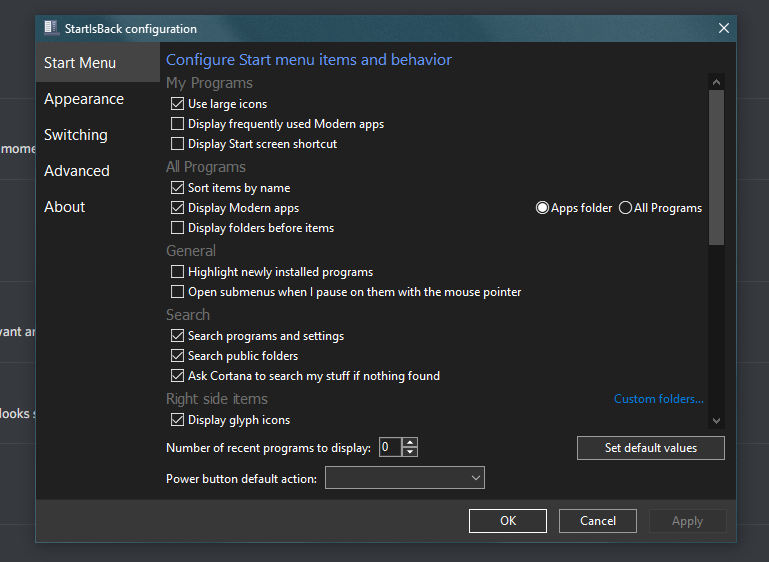 StartIsBack configuration
Start Menu
Appearance
Switching
Advanced
About
Configure Start menu items and behavior
My Programs
Use large icons
Display frequently used Modern apps
Display Start screen shortcut
All Programs
Sort items by name
Display Modern apps
Apps folder
All Programs
Display folders before items
General
Highlight newly installed programs
Open submenus when I pause on them with the mouse pointer
Search
Search programs and settings
Search public folders
Ask Cortana to search my stuff if nothing found
Right side items
Custom folders...
Display glyph icons
Number of recent programs to display: 0
Set default values
Power button default action:
OK
Cancel
Apply